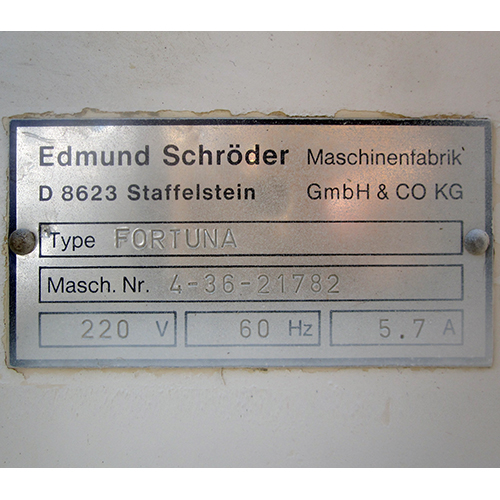 Edmund Schröder Maschinenfabrik
D 8623 Staffelstein GmbH & CO KG
Type FORTUNA
Masch. Nr. 4-36-21782
220 V 60 Hz 5.7 A